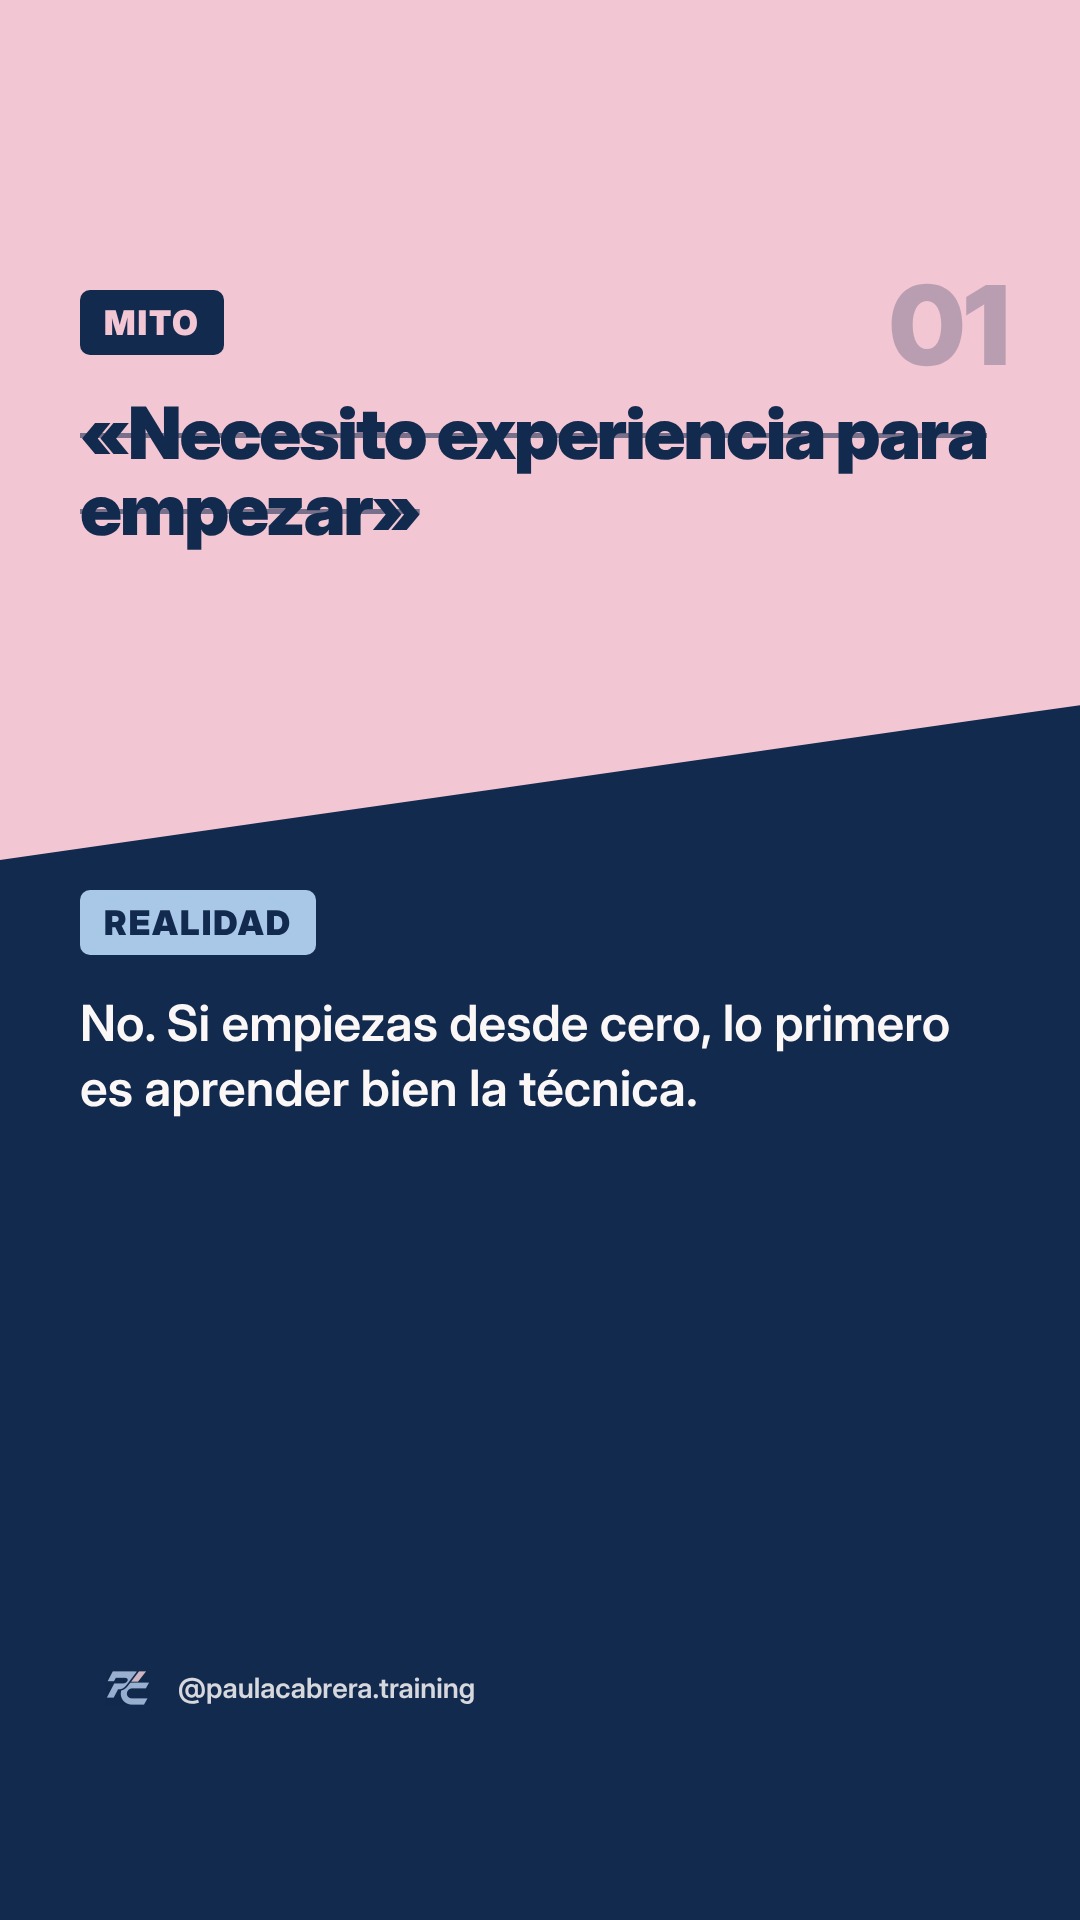 MITO
01
«Necesito experiencia para
empezar»
REALIDAD
No. Si empiezas desde cero, lo primero
es aprender bien la técnica.
PC @paulacabrera.training